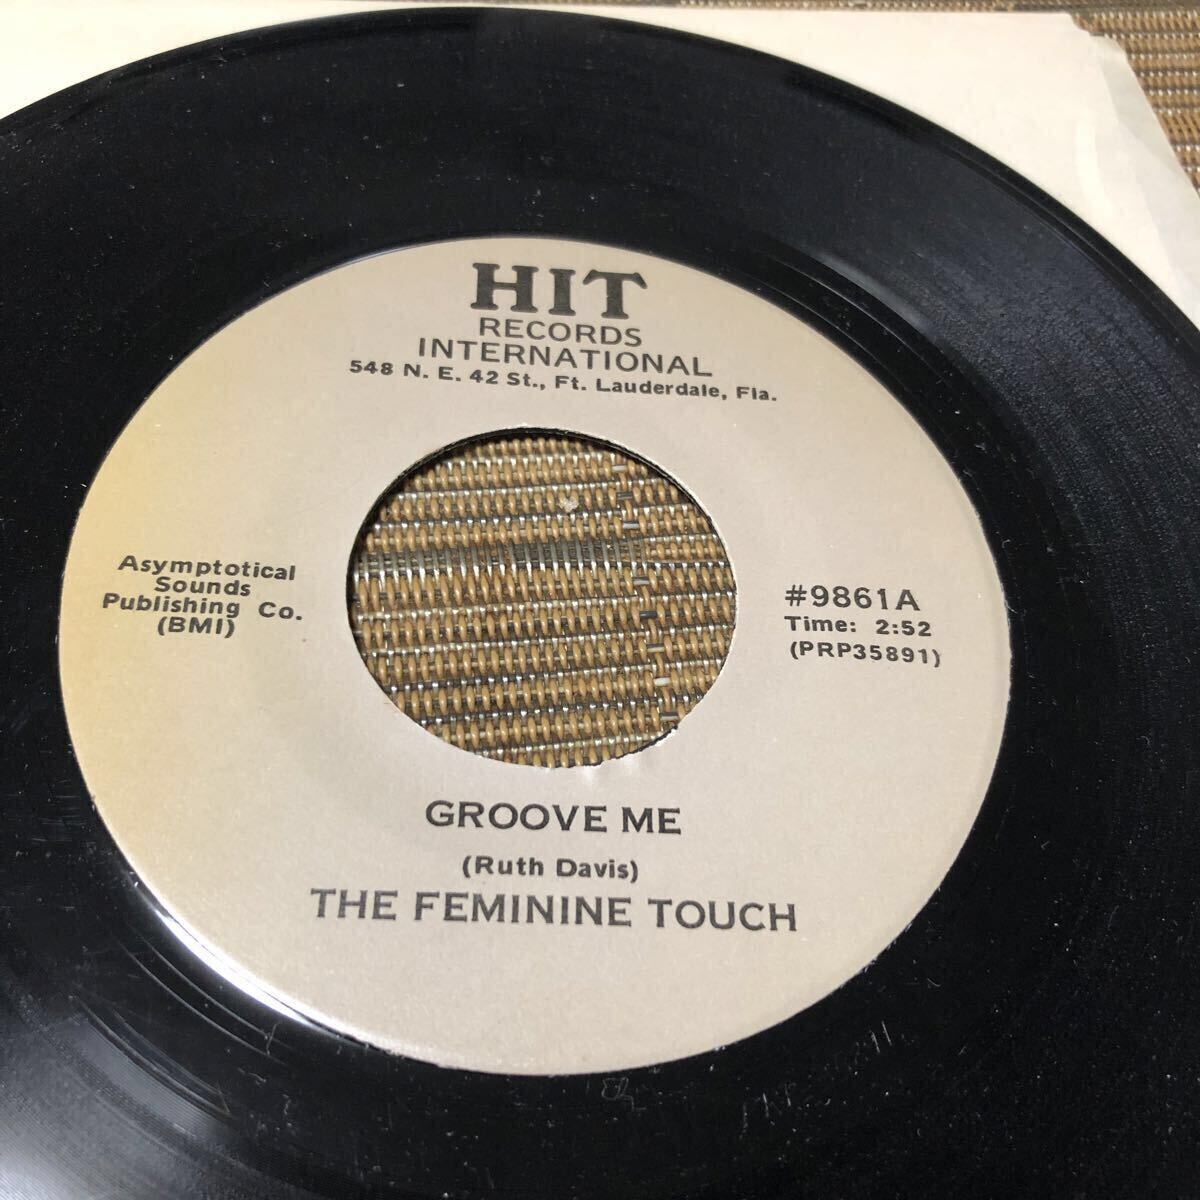 HIT
RECORDS
INTERNATIONAL
548 N. E. 42 St., Ft. Lauderdale, Fla.
Asymptotical
Sounds
Publishing Co.
(BMI)
#9861A
Time: 2:52
(PRP35891)
GROOVE ME
(Ruth Davis)
THE FEMININE TOUCH